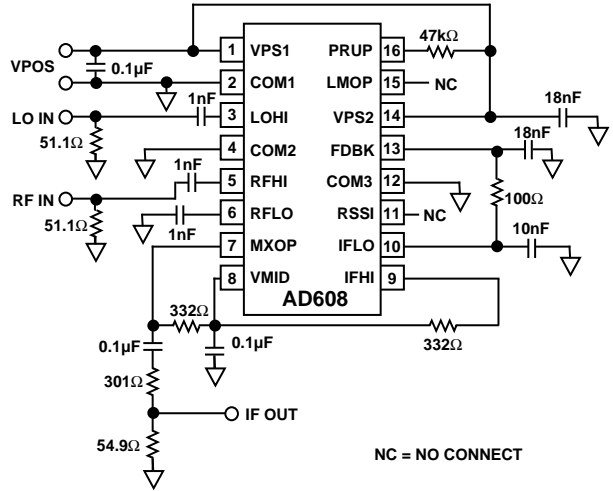 47kΩ
1 VPS1 PRUP 16
VPOS
0.1μF
2 COM1 LMOP 15 NC
1nF
LO IN
3 LOHI VPS2 14
18nF
51.1Ω
18nF
4 COM2 FDBK 13
1nF
5 RFHI COM3 12
100Ω
RF IN
51.1Ω
6 RFLO RSSI 11 NC
1nF
10nF
7 MXOP IFLO 10
8 VMID IFHI 9
AD608
332Ω
0.1μF
0.1μF
332Ω
301Ω
IF OUT
54.9Ω
NC = NO CONNECT